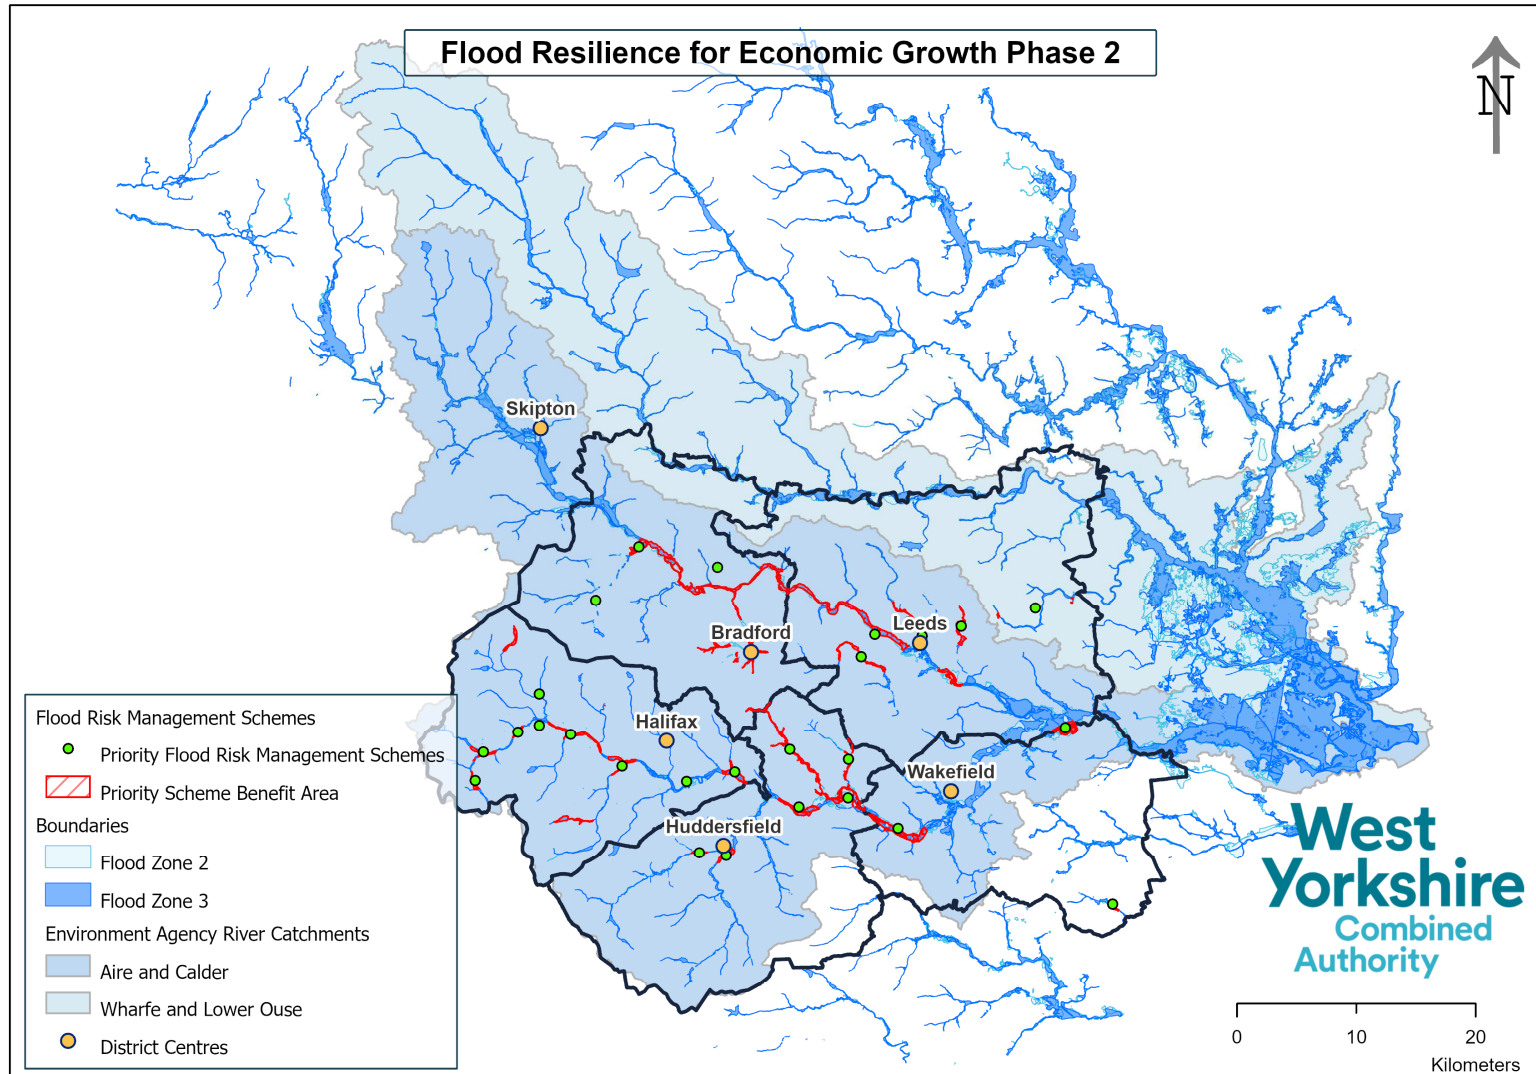 Flood Resilience for Economic Growth Phase 2
N
Skipton
Bradford
Leeds
Halifax
Wakefield
Huddersfield
Flood Risk Management Schemes
Priority Flood Risk Management Schemes
Priority Scheme Benefit Area
Boundaries
Flood Zone 2
Flood Zone 3
Environment Agency River Catchments
Aire and Calder
Wharfe and Lower Ouse
District Centres
West
Yorkshire
Combined
Authority
0 10 20
Kilometers